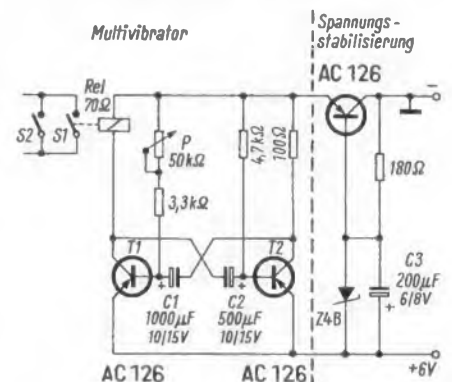 Multivibrator
Spannungs-
stabilisierung
AC 126
Rel
70Ω
S2
S1
P
50kΩ
4,7kΩ
100Ω
180Ω
3,3kΩ
T1
T2
C1
1000µF
10/15V
C2
500µF
10/15V
Z4B
C3
200µF
6/8V
AC 126
AC 126
+6V